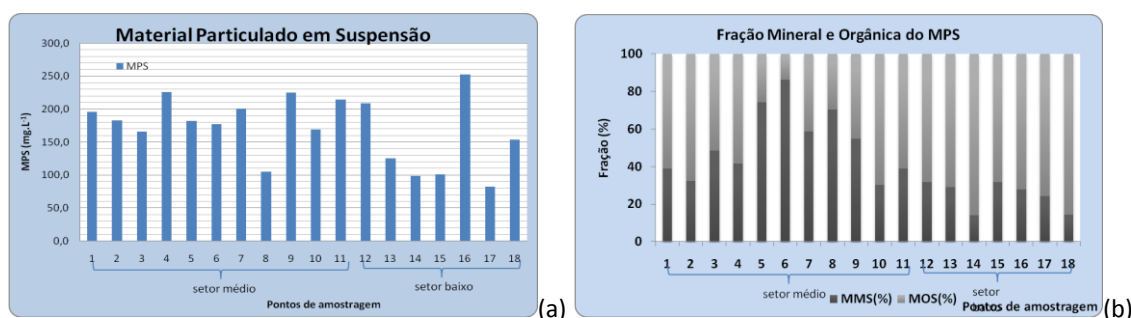 Material Particulado em Suspensão
MPS
MPS (mg.L-1)
300,0
250,0
200,0
150,0
100,0
50,0
0,0
1 2 3 4 5 6 7 8 9 10 11 12 13 14 15 16 17 18
setor médio setor baixo
Pontos de amostragem
(a)
Fração Mineral e Orgânica do MPS
Fração (%)
100
80
60
40
20
0
1 2 3 4 5 6 7 8 9 10 11 12 13 14 15 16 17 18
setor médio setor
MMS(%) MOS(%)
Pontos de amostragem
(b)